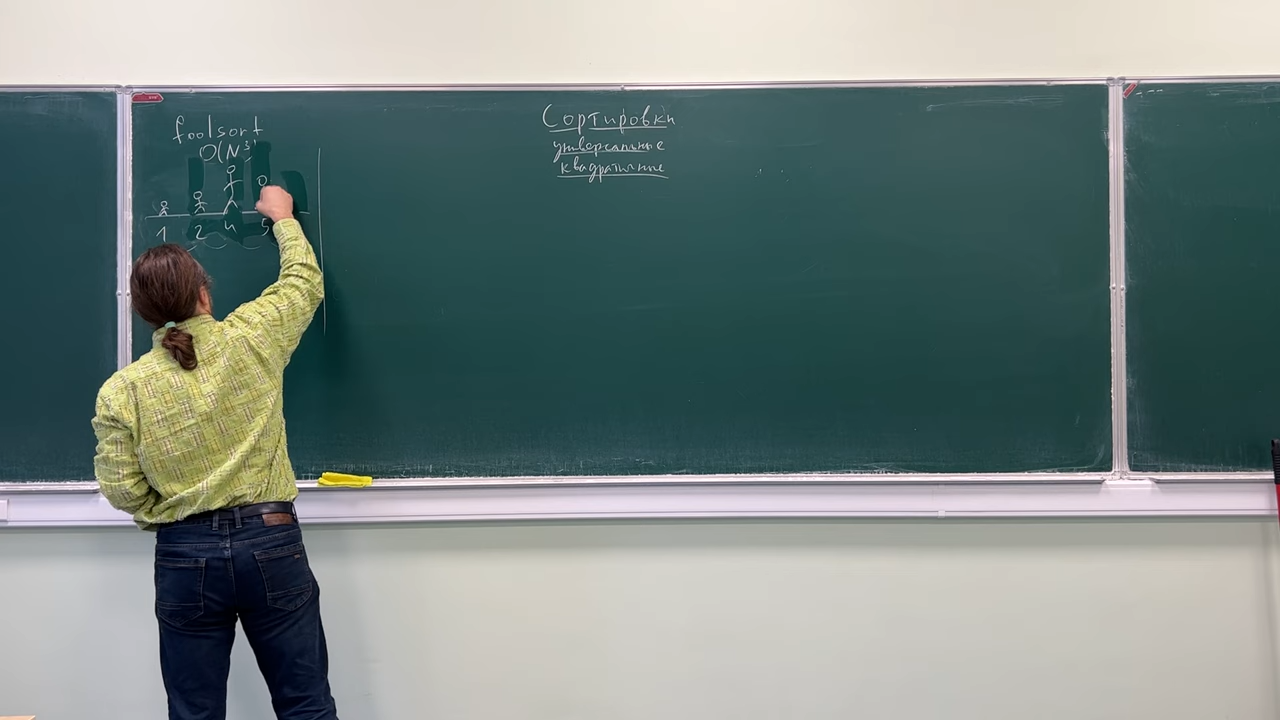 foolsort
O(N³)
1 2 4 5
Сортировки
универсальные
квадратичные